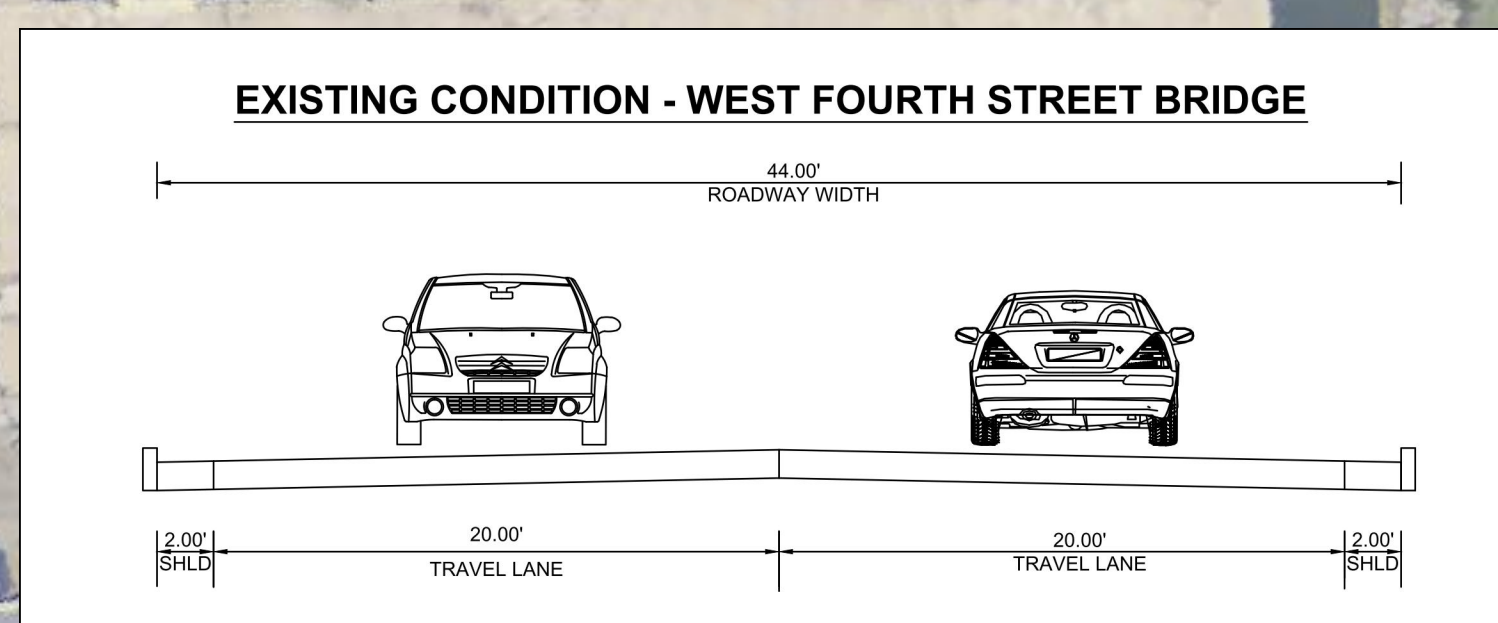 EXISTING CONDITION - WEST FOURTH STREET BRIDGE
44.00'
ROADWAY WIDTH
2.00'
SHLD
20.00'
TRAVEL LANE
20.00'
TRAVEL LANE
2.00'
SHLD